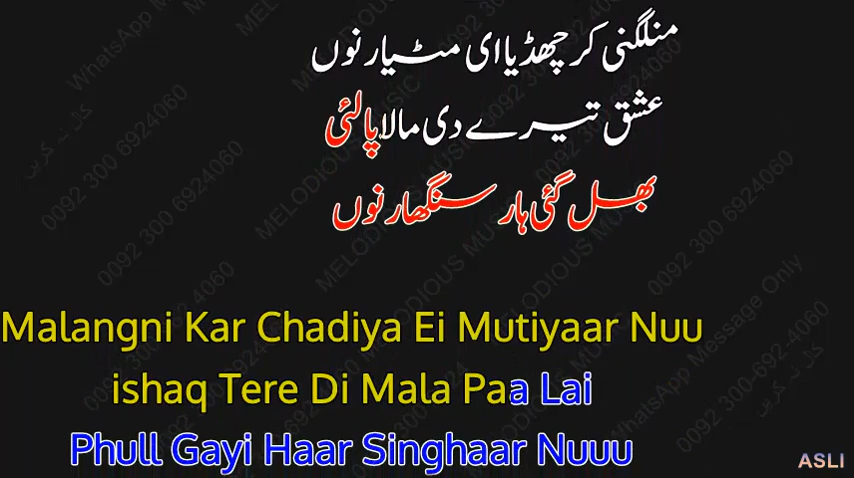 منلگنی کر چھڈیا ای مٹیار نوں
عشق تیرے دی مالا پا لئی
بھل گئی ہار سنگھار نوں
Malangni Kar Chadiya Ei Mutiyaar Nuu
ishaq Tere Di Mala Paa Lai
Phull Gayi Haar Singhaar Nuuu
ASLI